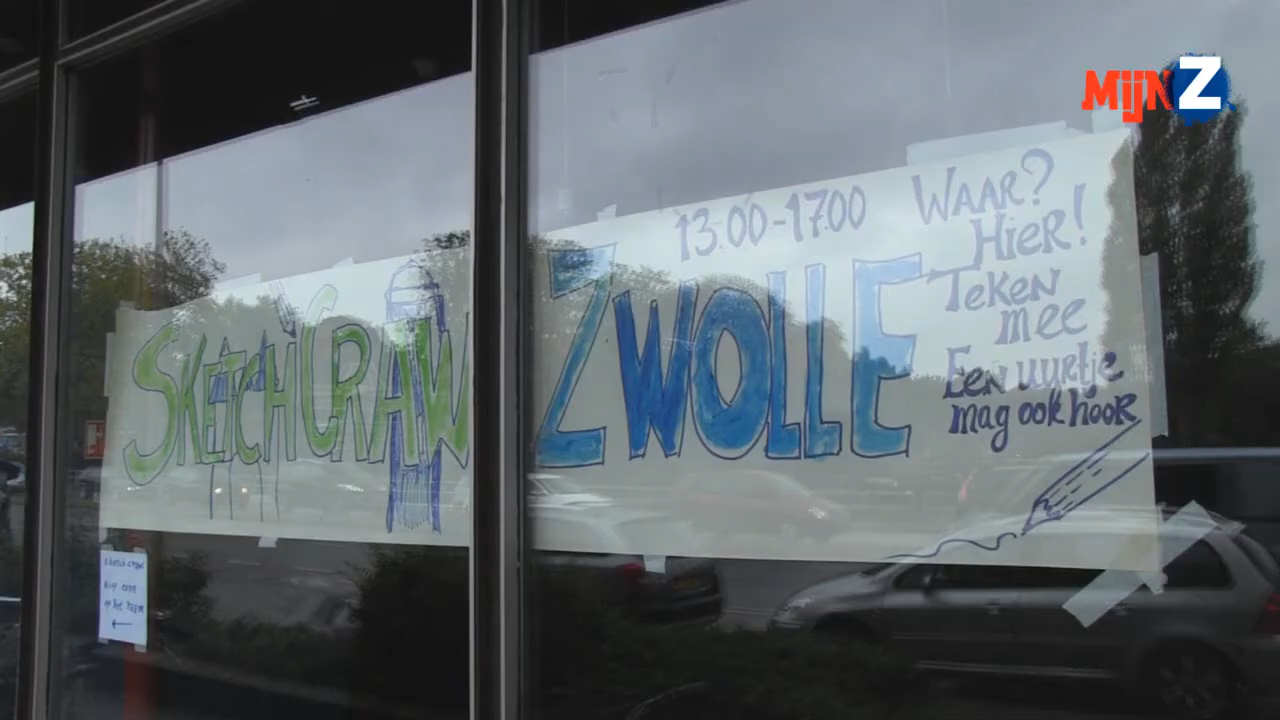 MijN Z
13.00-17.00
WAAR?
HiER!
TEKEN
mee
EEN uurtje
mag ook hoor
SKETCHCRAWL
ZWOLLE